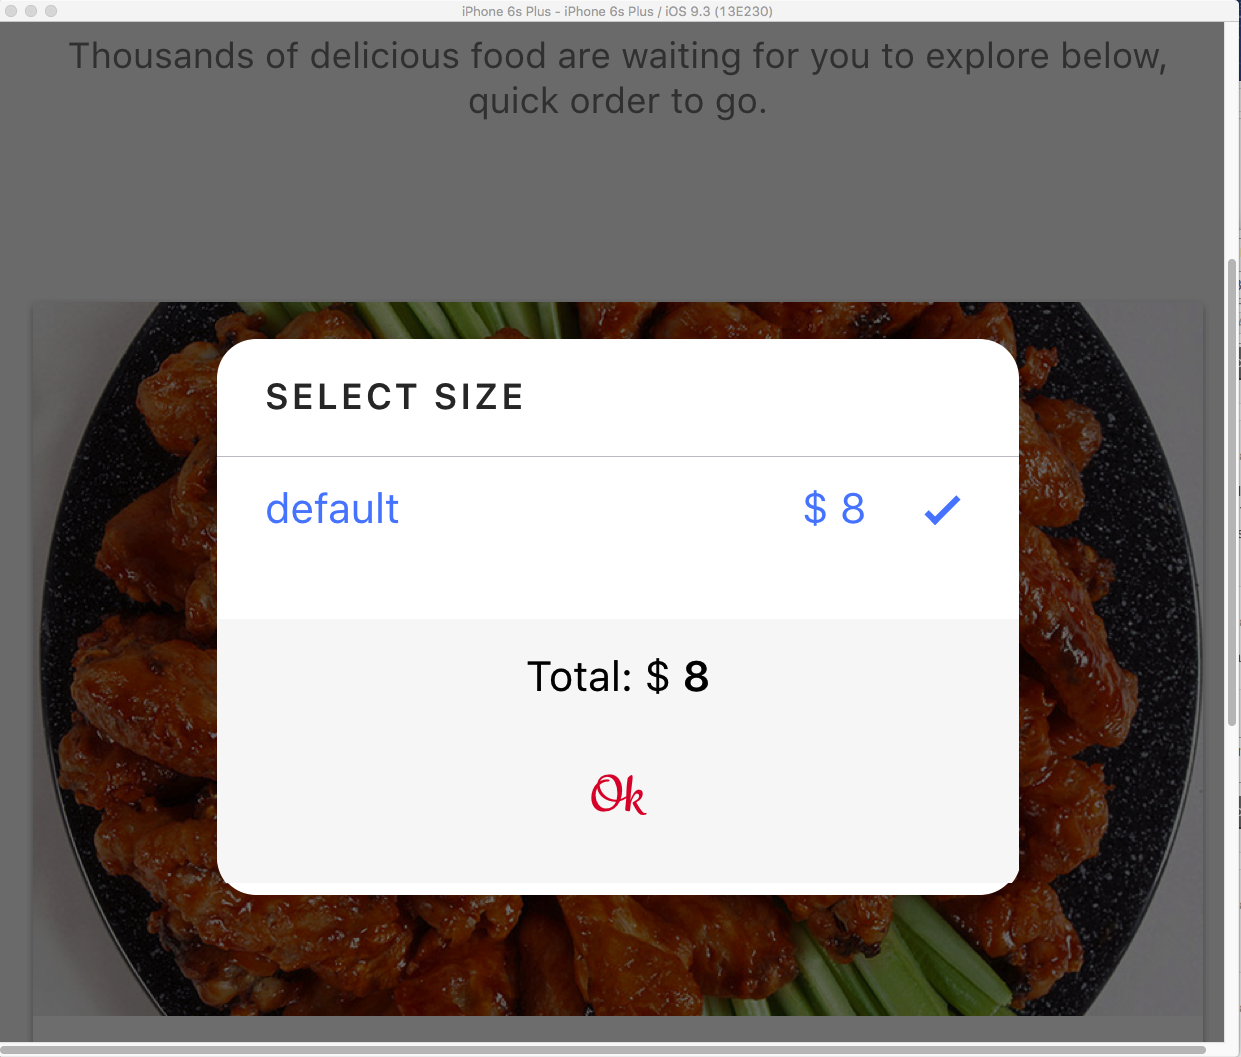 iPhone 6s Plus - iPhone 6s Plus / iOS 9.3 (13E230)
Thousands of delicious food are waiting for you to explore below,
quick order to go.
SELECT SIZE
default $ 8
Total: $ 8
Ok